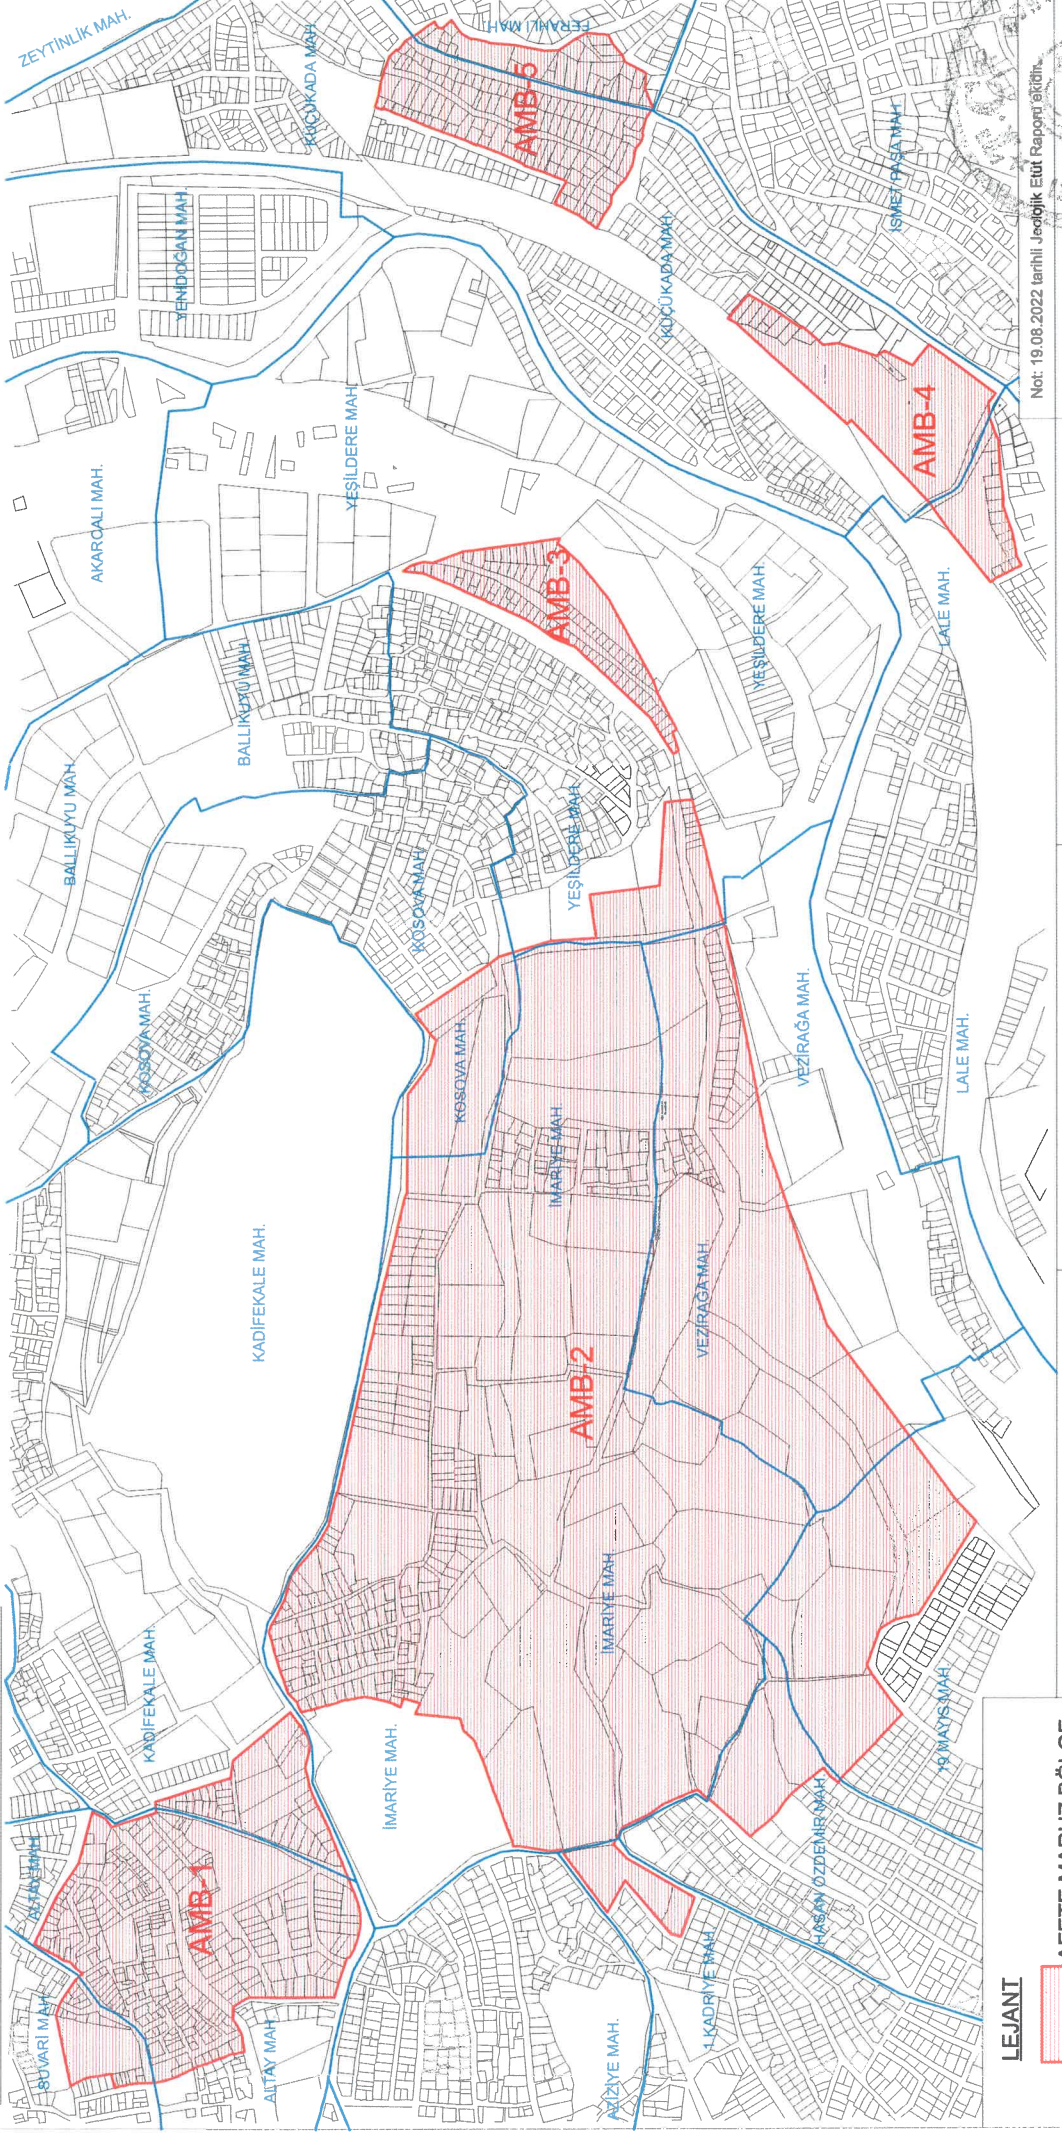 ZEYTİNLİK MAH.
KÜÇÜKADA MAH.
FERAHLI MAH.
AMB-5
YENİDOĞAN MAH.
İSMET PAŞA MAH
KÜÇÜKADA MAH.
Not: 19.08.2022 tarihli Jeolojik Etüt Raporu ekidir.
AKARCALI MAH.
YEŞİLDERE MAH.
AMB-4
BALLIKUYU MAH.
AMB-3
YEŞİLDERE MAH.
LALE MAH.
BALLIKUYU MAH.
KOSOVA MAH.
YEŞİLDERE MAH.
KOSOVA MAH.
KOSOVA MAH.
VEZİRAĞA MAH.
LALE MAH.
İMARİYE MAH.
KADİFEKALE MAH.
VEZİRAĞA MAH.
AMB-2
KADİFEKALE MAH.
İMARİYE MAH.
19 MAYIS MAH.
İMARİYE MAH.
ALTAY MAH.
AMB-1
HASAN ÖZDEMİR MAH.
SUVARİ MAH.
ALTAY MAH.
1.KADRİYE MAH.
AZİZİYE MAH.
LEJANT